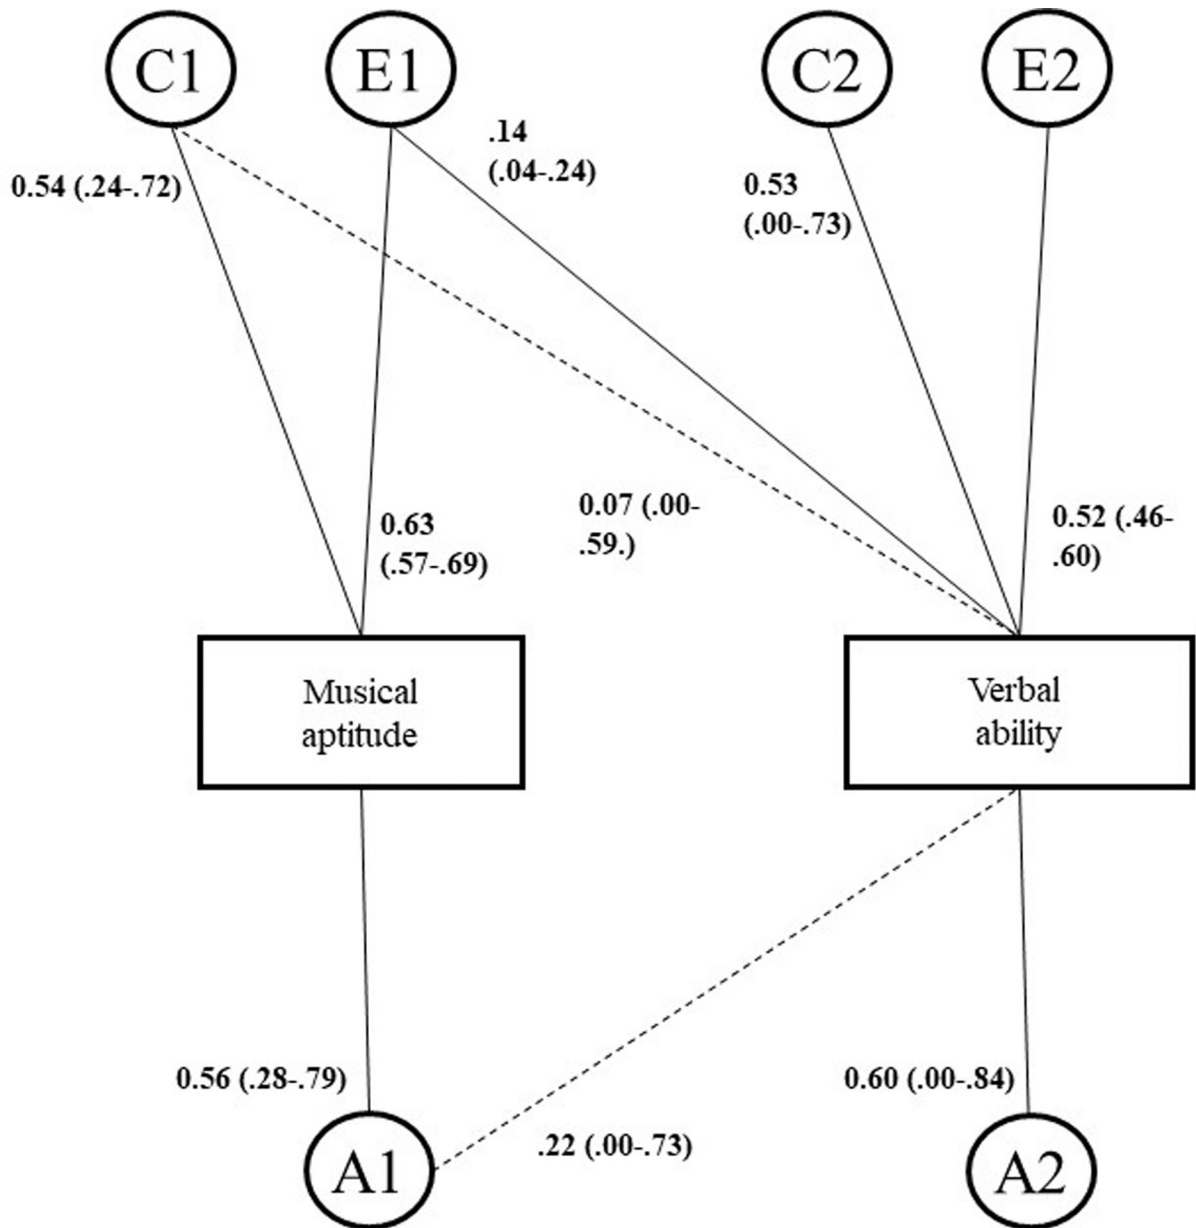 C1
E1
C2
E2
.14
(.04-.24)
0.54 (.24-.72)
0.53
(.00-.73)
0.63
(.57-.69)
0.07 (.00-
.59.)
0.52 (.46-
.60)
Musical
aptitude
Verbal
ability
0.56 (.28-.79)
0.60 (.00-.84)
.22 (.00-.73)
A1
A2